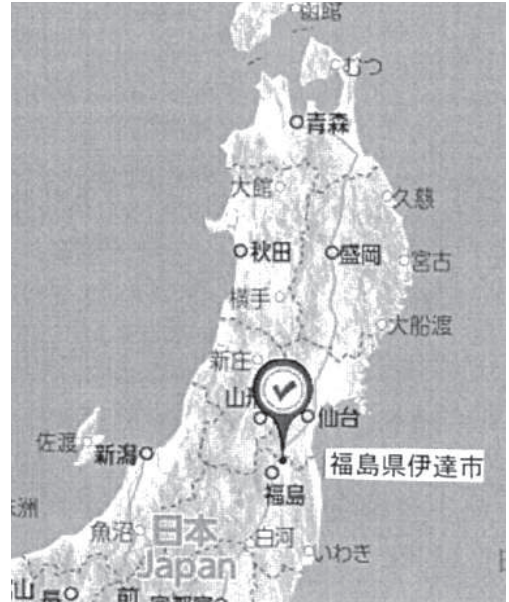 函館
むつ
青森
大館
久慈
秋田
盛岡
宮古
横手
大船渡
新庄
仙台
佐渡
新潟
福島県伊達市
福島
魚沼
日本
白河
Japan
いわき